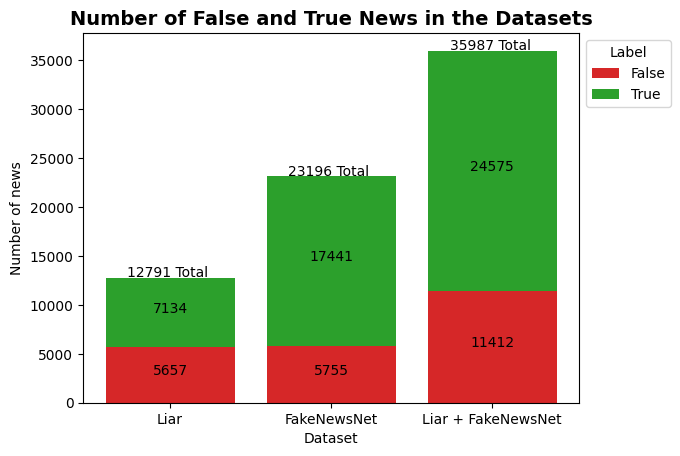 Number of False and True News in the Datasets
35987 Total
Label
False
True
35000
30000
25000
20000
15000
10000
5000
0
Number of news
24575
23196 Total
17441
12791 Total
7134
11412
5657
5755
Liar
FakeNewsNet
Liar + FakeNewsNet
Dataset